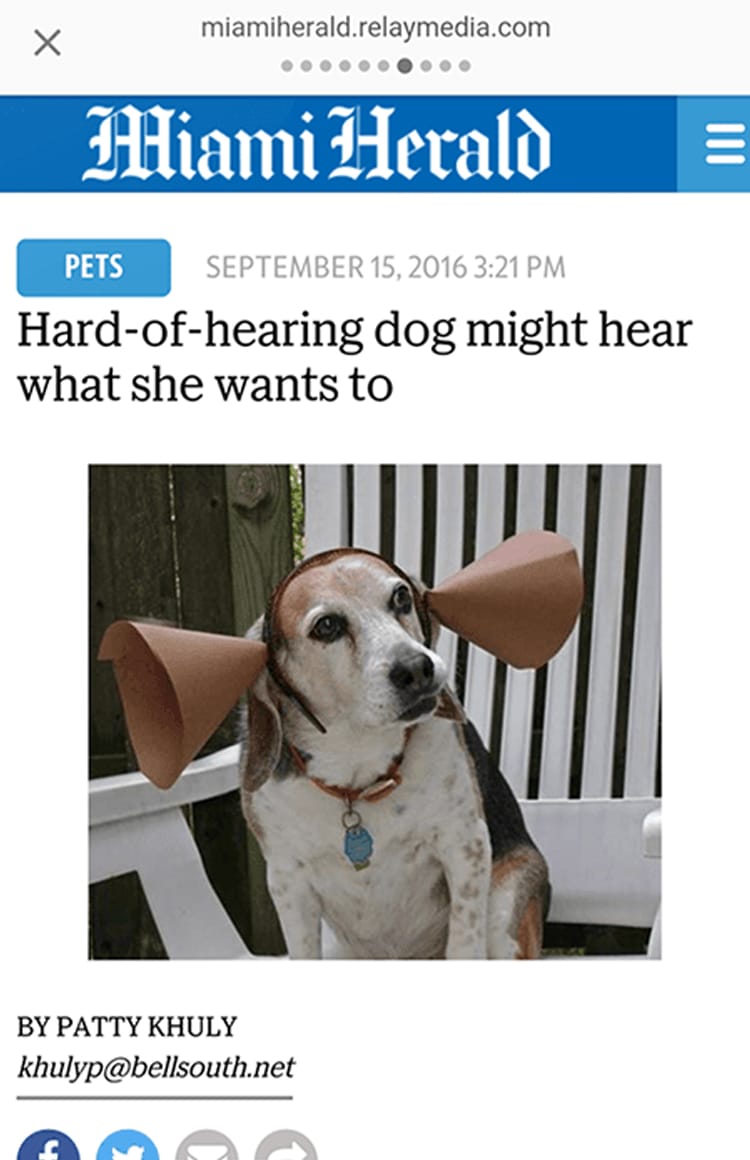 miamiherald.relaymedia.com
Miami Herald
PETS
SEPTEMBER 15, 2016 3:21 PM
Hard-of-hearing dog might hear
what she wants to
BY PATTY KHULY
khulyp@bellsouth.net